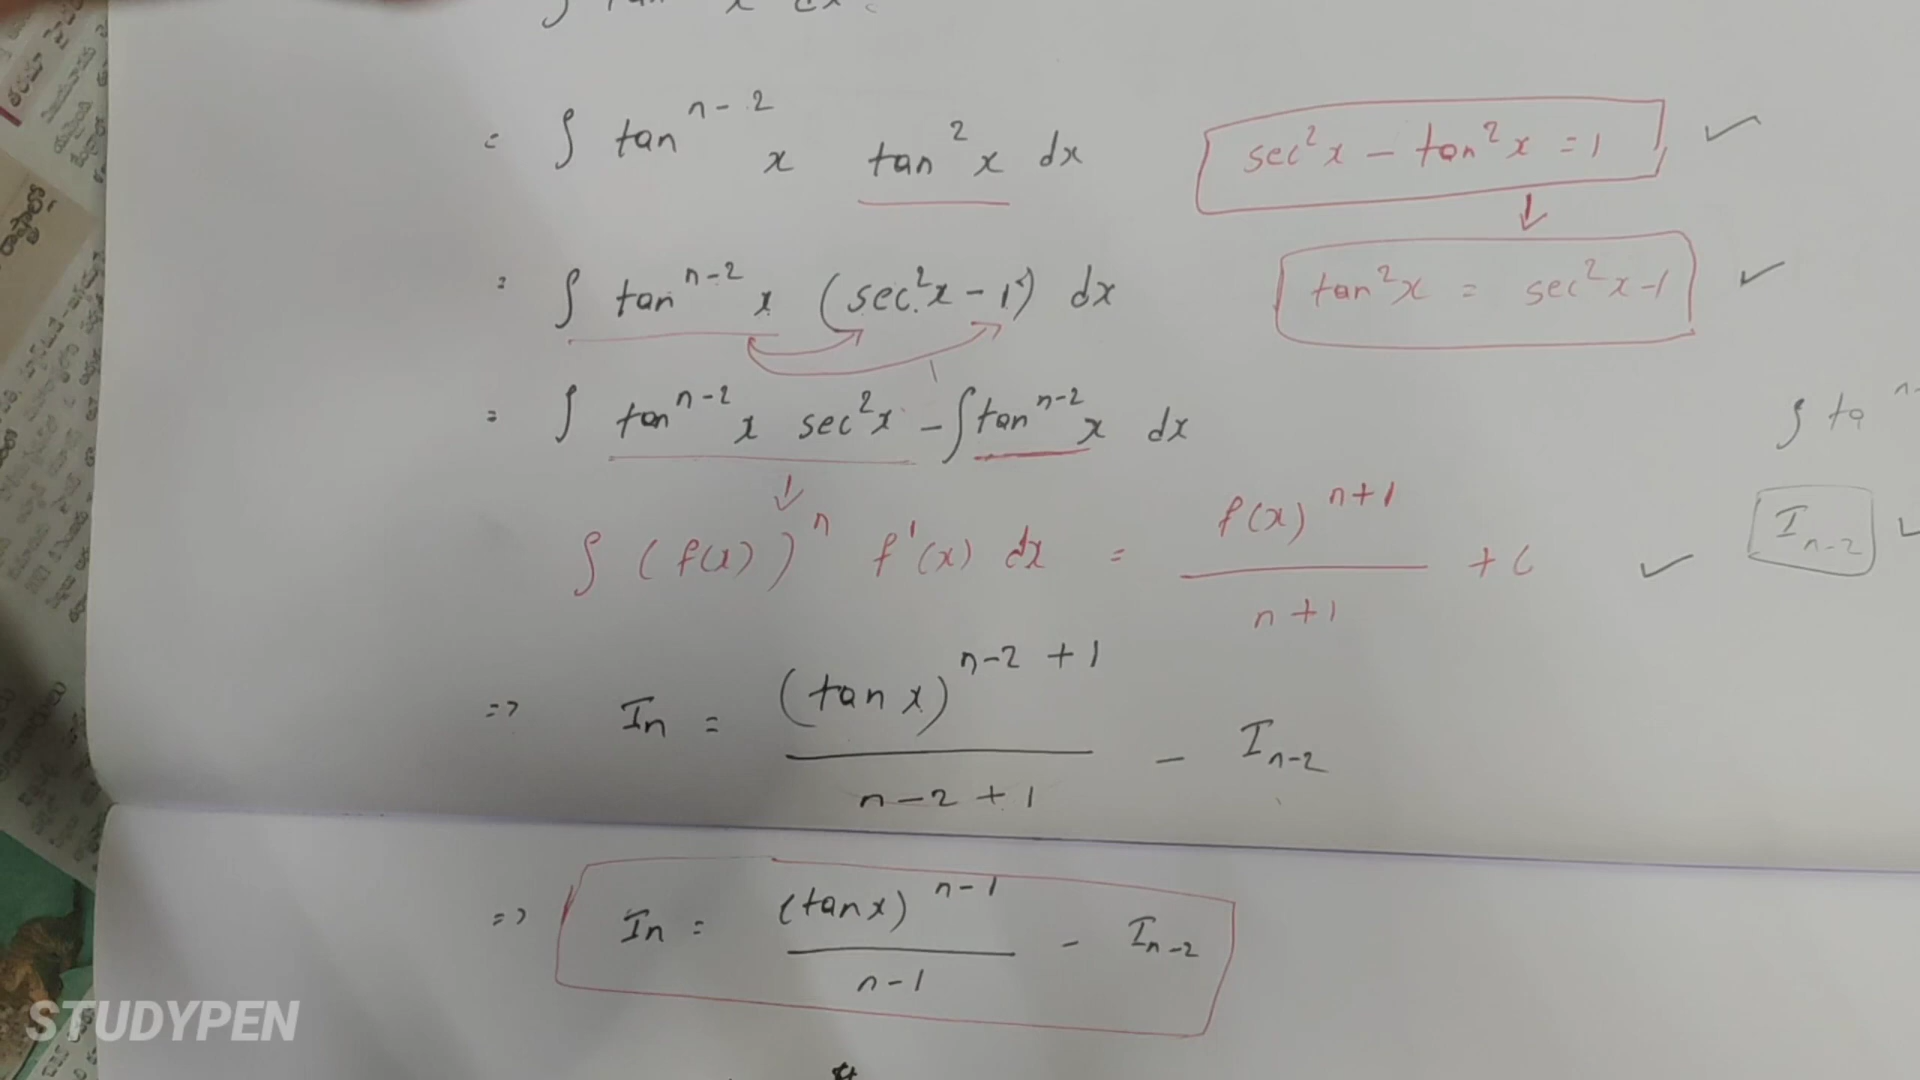 = ∫ tan^{n-2} x tan^2 x dx
sec^2 x - tan^2 x = 1 ✓
= ∫ tan^{n-2} x (sec^2 x - 1) dx
tan^2 x = sec^2 x - 1 ✓
= ∫ tan^{n-2} x sec^2 x - ∫ tan^{n-2} x dx
∫ (f(x))^n f'(x) dx = f(x)^{n+1} / n+1 + c ✓
I_{n-2}
=> In = (tan x)^{n-2+1} / n-2+1 - I_{n-2}
=> In = (tan x)^{n-1} / n-1 - I_{n-2}
STUDYPEN